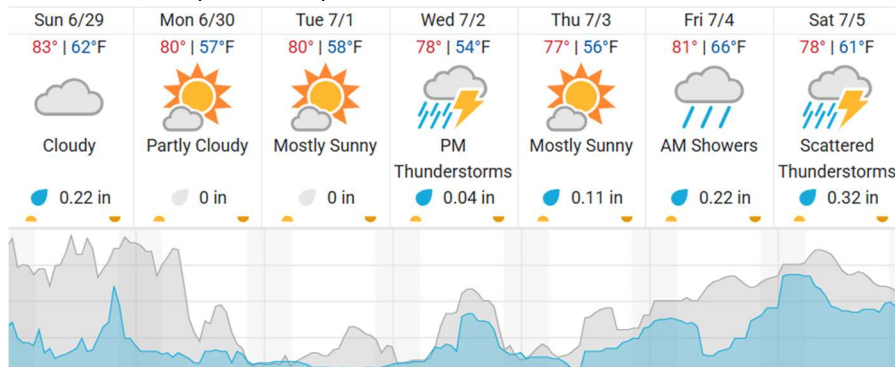 Sun 6/29 Mon 6/30 Tue 7/1 Wed 7/2 Thu 7/3 Fri 7/4 Sat 7/5
83° | 62°F 80° | 57°F 80° | 58°F 78° | 54°F 77° | 56°F 81° | 66°F 78° | 61°F
Cloudy Partly Cloudy Mostly Sunny PM Mostly Sunny AM Showers Scattered
Thunderstorms Thunderstorms
0.22 in 0 in 0 in 0.04 in 0.11 in 0.22 in 0.32 in